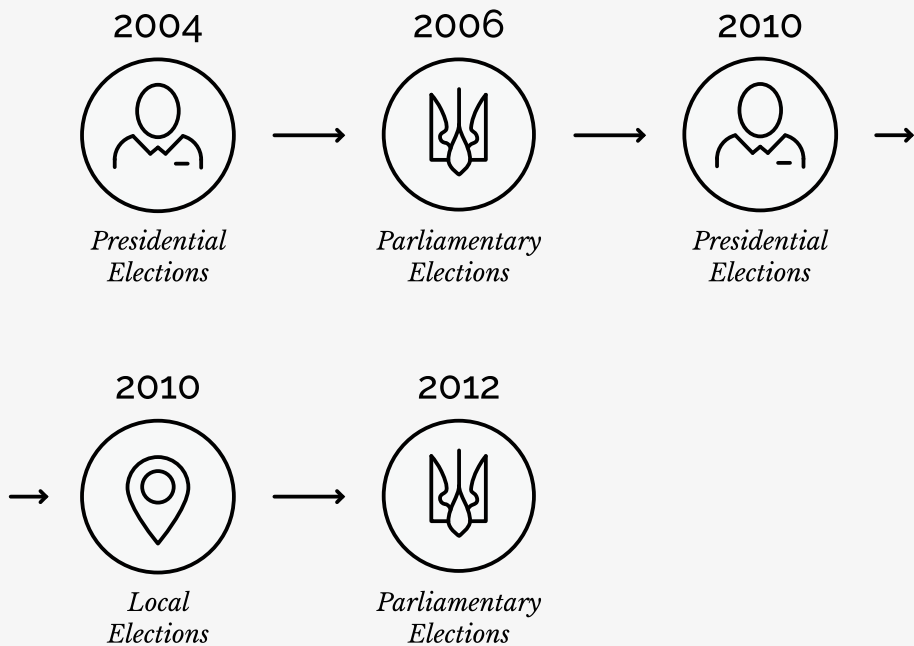 2004
2006
2010
Presidential
Elections
Parliamentary
Elections
Presidential
Elections
2010
2012
Local
Elections
Parliamentary
Elections